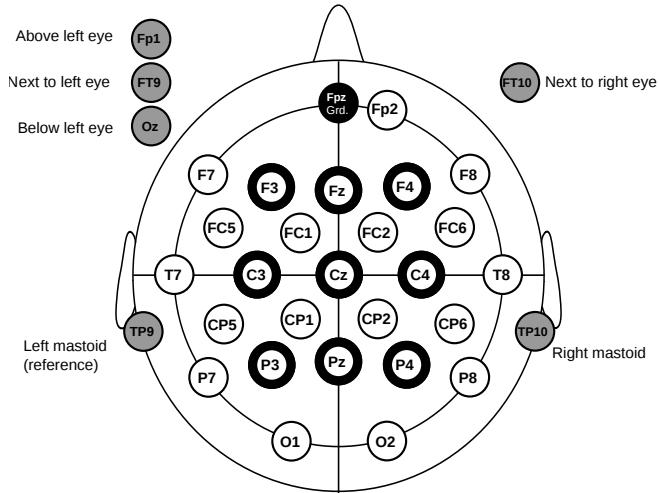 Above left eye
Fp1
Next to left eye
FT9
FT10
Next to right eye
Below left eye
Oz
Fpz
Grd.
Fp2
F7
F3
Fz
F4
F8
FC5
FC1
FC2
FC6
T7
C3
Cz
C4
T8
CP5
CP1
CP2
CP6
TP9
TP10
Left mastoid
(reference)
Right mastoid
P7
P3
Pz
P4
P8
O1
O2